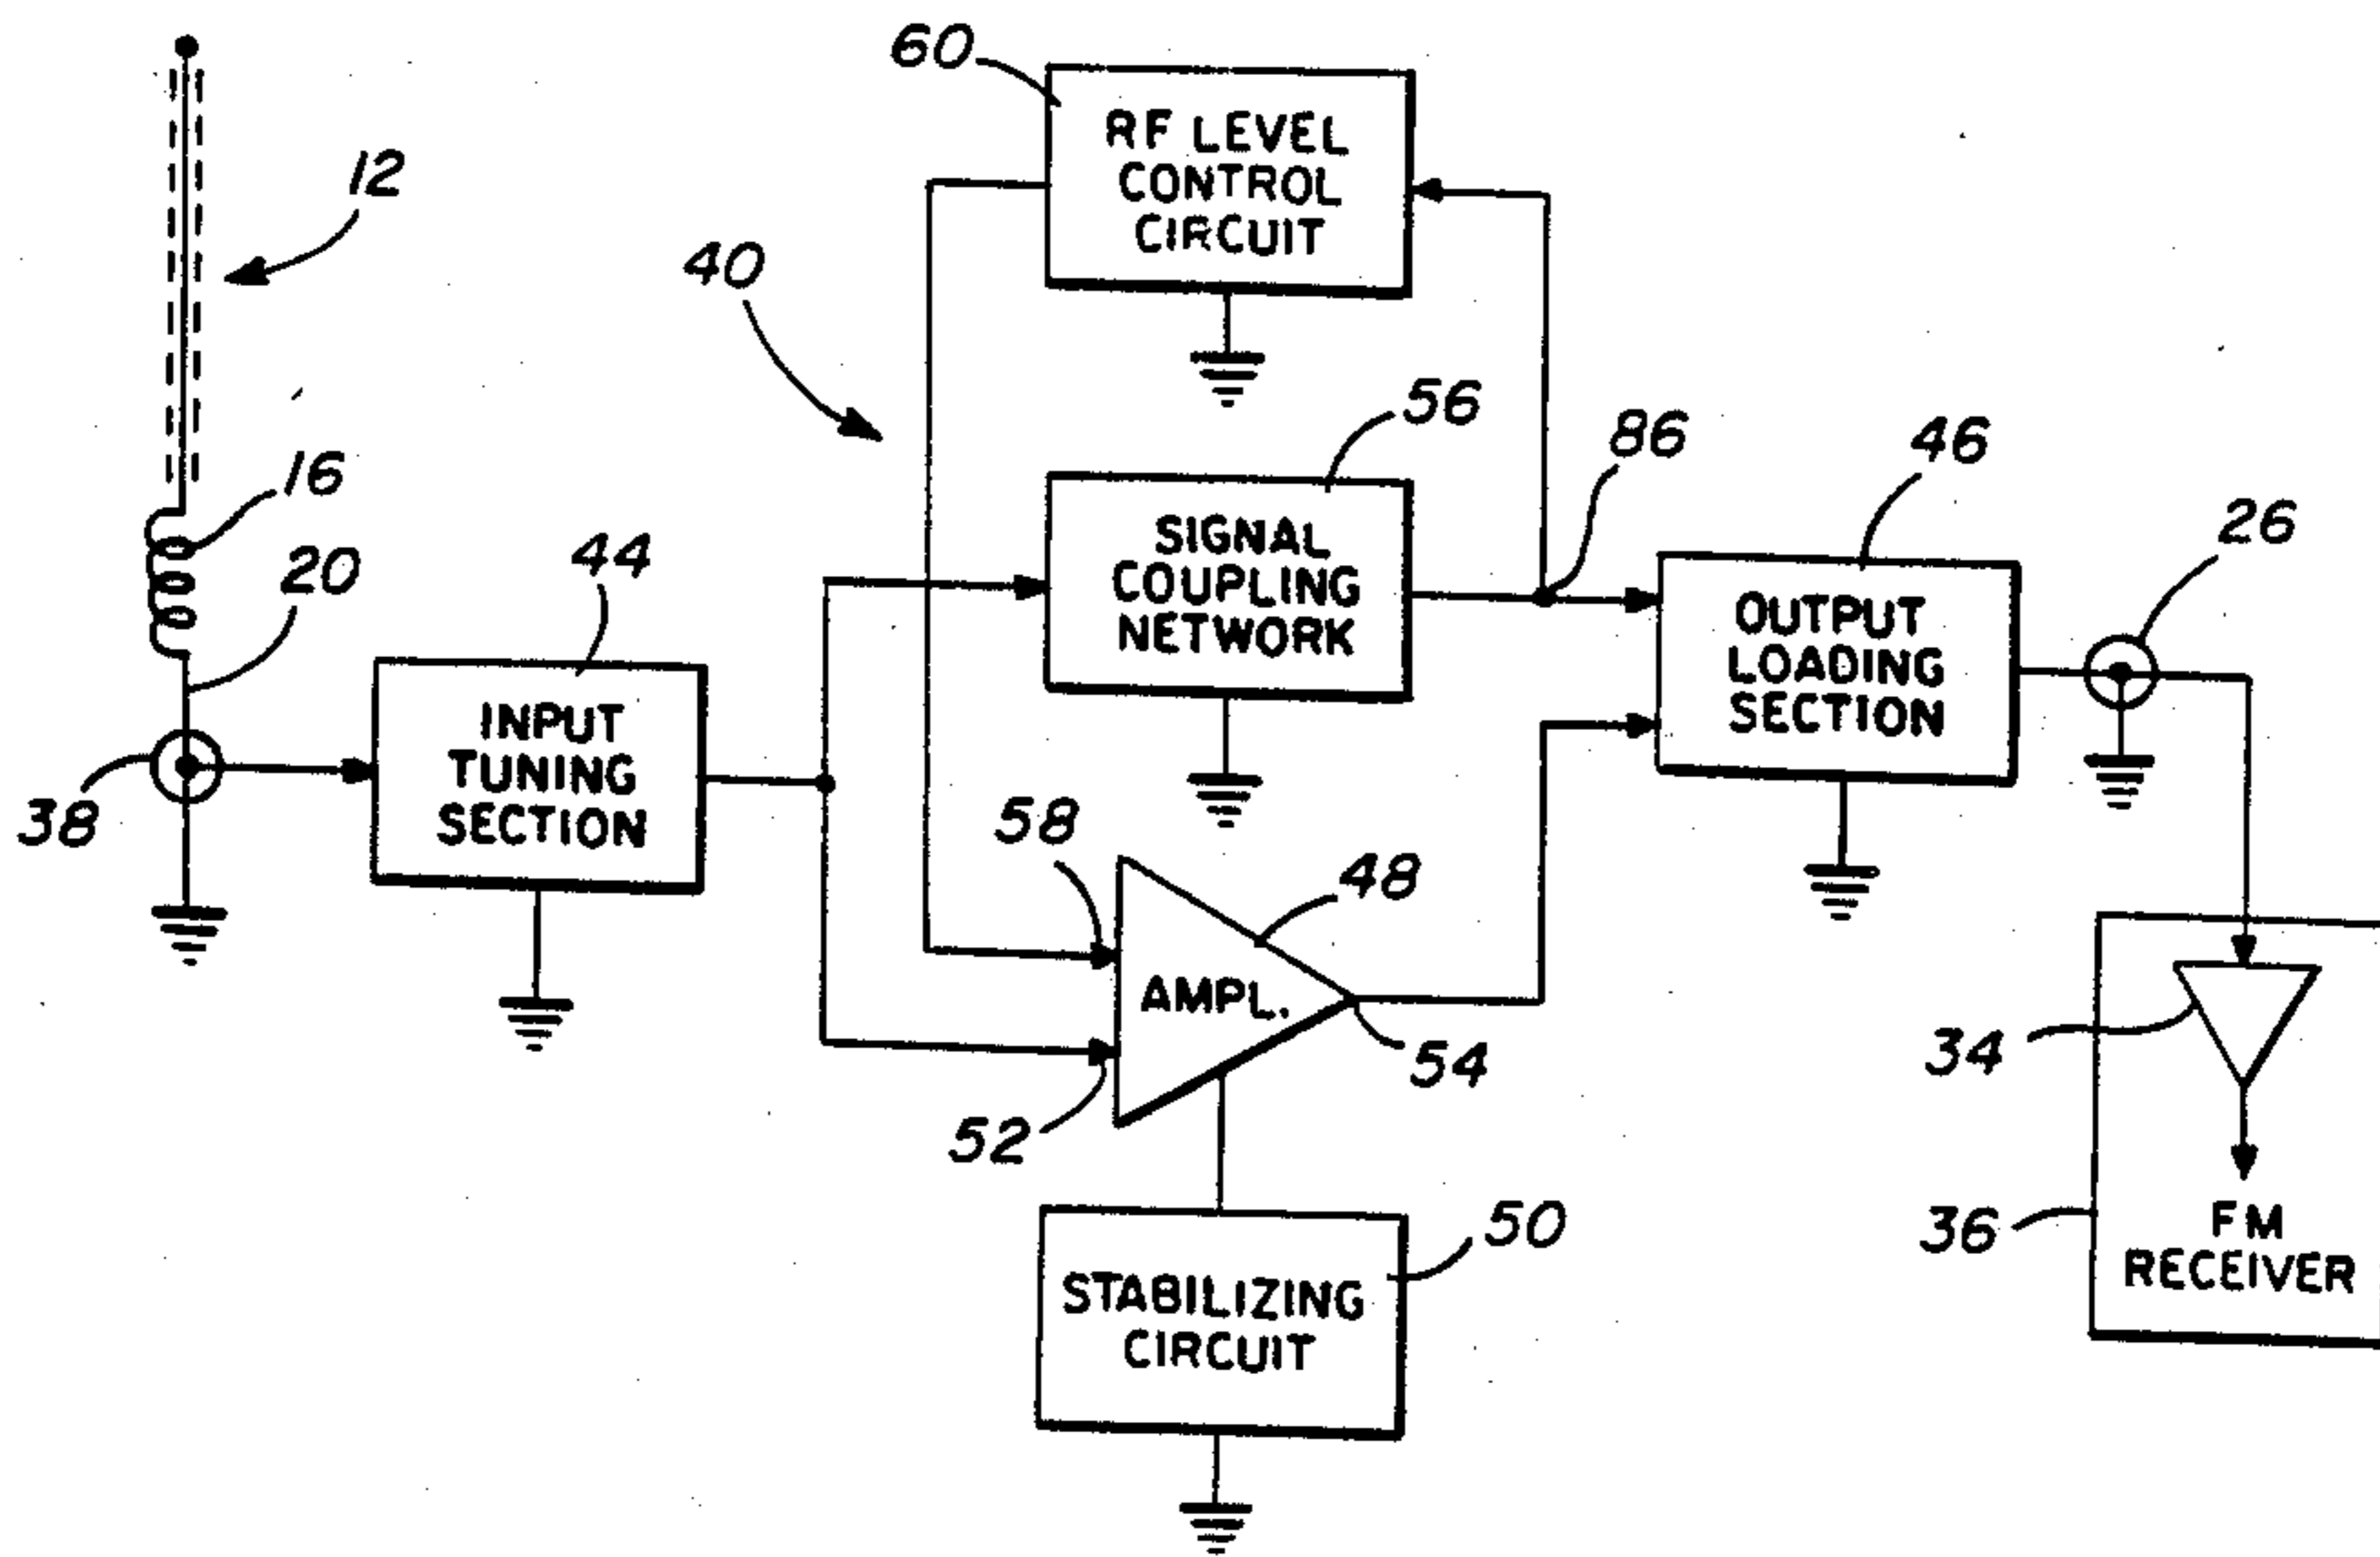 60
RF LEVEL
CONTROL
CIRCUIT
12
40
56
86
46
16
26
20
44
SIGNAL
COUPLING
NETWORK
OUTPUT
LOADING
SECTION
INPUT
TUNING
SECTION
38
58
48
AMPL.
34
54
52
50
36
FM
RECEIVER
STABILIZING
CIRCUIT